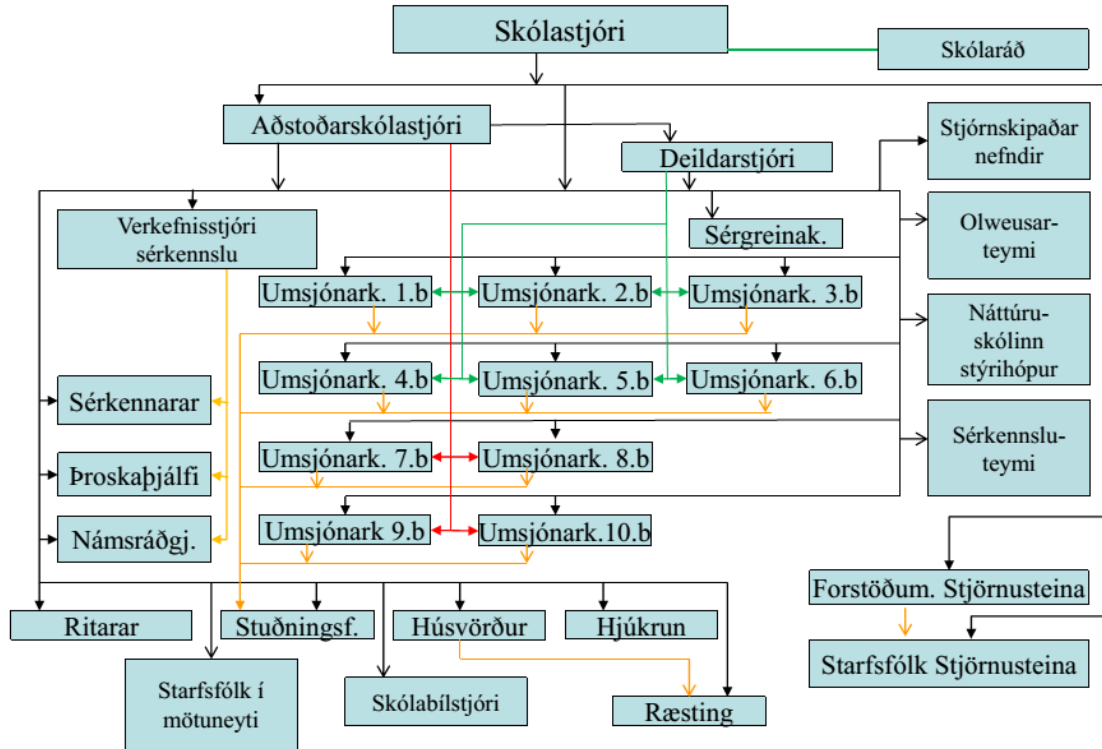 Skólastjóri
Skólaráð
Aðstoðarskólastjóri
Deildarstjóri
Stjórnskipaðar
nefndir
Verkefnisstjóri
sérkennslu
Sérgreinak.
Olweusar-
teymi
Umsjónark. 1.b
Umsjónark. 2.b
Umsjónark. 3.b
Náttúru-
skólinn
stýrihópur
Umsjónark. 4.b
Umsjónark. 5.b
Umsjónark. 6.b
Sérkennarar
Umsjónark. 7.b
Umsjónark. 8.b
Sérkennslu-
teymi
Þroskaþjálfi
Námsráðgj.
Umsjónark 9.b
Umsjónark.10.b
Forstöðum. Stjörnusteina
Ritarar
Stuðningsf.
Húsvörður
Hjúkrun
Starfsfólk Stjörnusteina
Starfsfólk í
mötuneyti
Skólabílstjóri
Ræsting